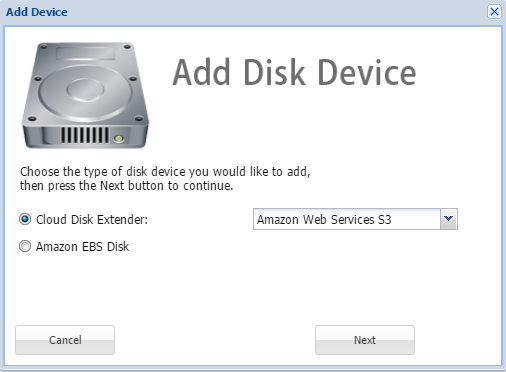 Add Device
Add Disk Device
Choose the type of disk device you would like to add,
then press the Next button to continue.
Cloud Disk Extender:
Amazon Web Services S3
Amazon EBS Disk
Cancel
Next